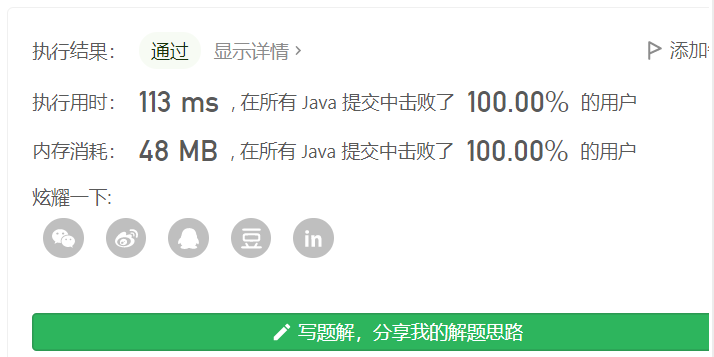 执行结果： 通过 显示详情 > 添加
执行用时： 113 ms , 在所有 Java 提交中击败了 100.00% 的用户
内存消耗： 48 MB , 在所有 Java 提交中击败了 100.00% 的用户
炫耀一下:
豆 in
写题解，分享我的解题思路